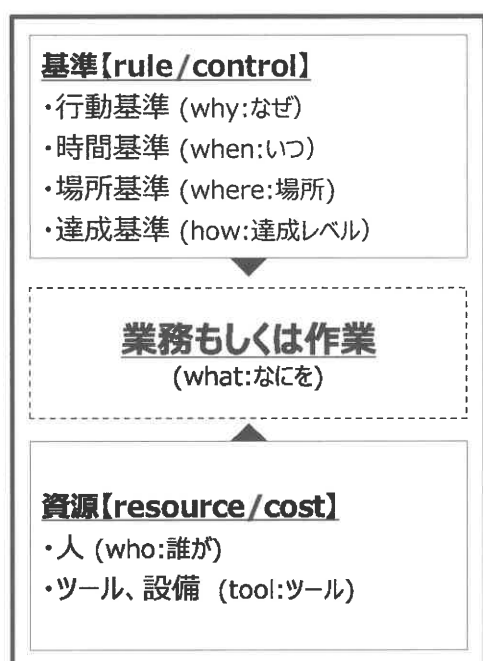 基準【rule/control】
・行動基準 (why:なぜ)
・時間基準 (when:いつ)
・場所基準 (where:場所)
・達成基準 (how:達成レベル)
業務もしくは作業
(what:なにを)
資源【resource/cost】
・人 (who:誰が)
・ツール、設備 (tool:ツール)